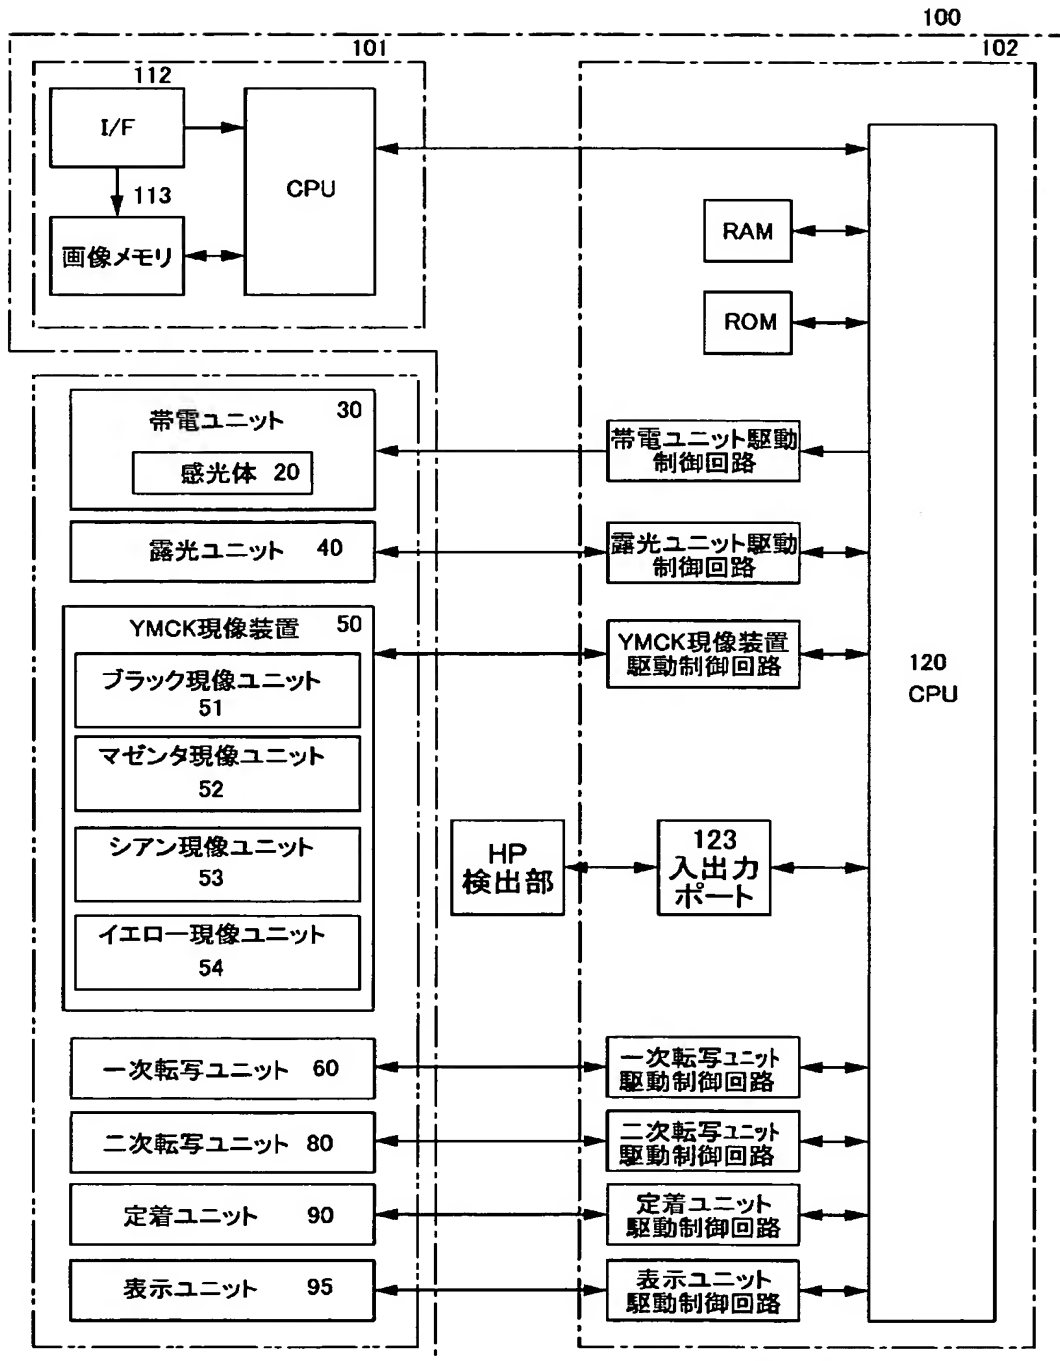 100
101
102
112
I/F
CPU
113
画像メモリ
RAM
ROM
帯電ユニット 30
感光体 20
帯電ユニット駆動
制御回路
露光ユニット 40
露光ユニット駆動
制御回路
YMCK現像装置 50
YMCK現像装置
駆動制御回路
ブラック現像ユニット
51
マゼンタ現像ユニット
52
シアン現像ユニット
53
イエロー現像ユニット
54
120
CPU
HP
検出部
123
入出力
ポート
一次転写ユニット 60
一次転写ユニット
駆動制御回路
二次転写ユニット 80
二次転写ユニット
駆動制御回路
定着ユニット 90
定着ユニット
駆動制御回路
表示ユニット 95
表示ユニット
駆動制御回路